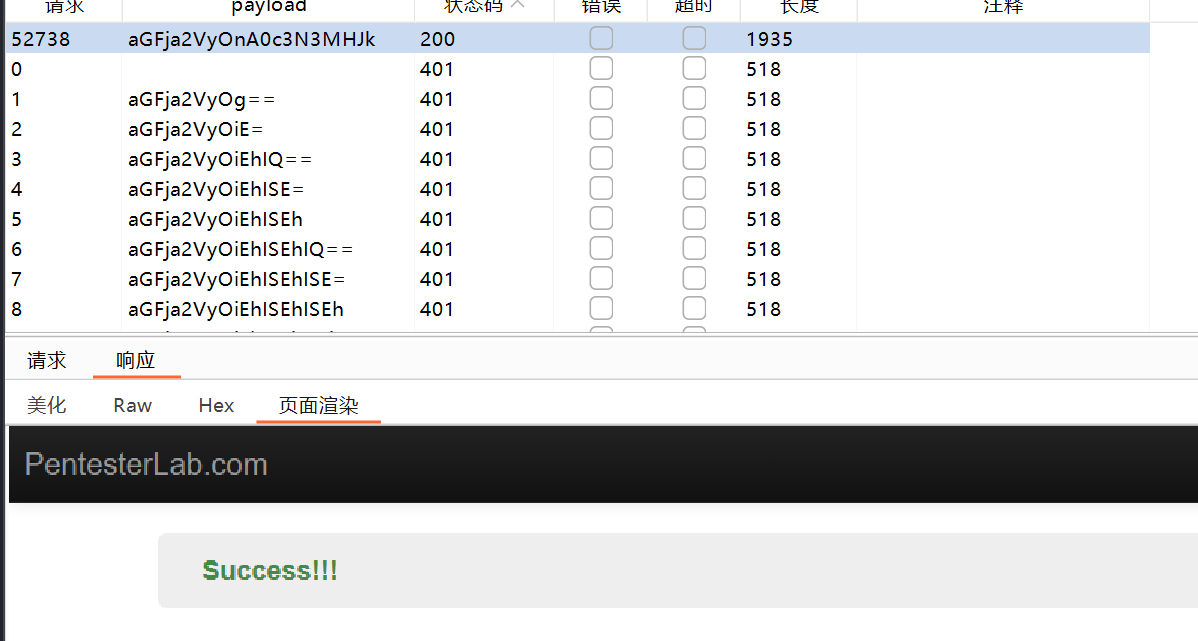 请求 payload 状态码 错误 超时 长度 注释
52738 aGFja2VyOnA0c3N3MHJk 200 1935
0 401 518
1 aGFja2VyOg== 401 518
2 aGFja2VyOiE= 401 518
3 aGFja2VyOiEhIQ== 401 518
4 aGFja2VyOiEhISE= 401 518
5 aGFja2VyOiEhISEh 401 518
6 aGFja2VyOiEhISEhIQ== 401 518
7 aGFja2VyOiEhISEhISE= 401 518
8 aGFja2VyOiEhISEhISEh 401 518
请求 响应
美化 Raw Hex 页面渲染
PentesterLab.com
Success!!!